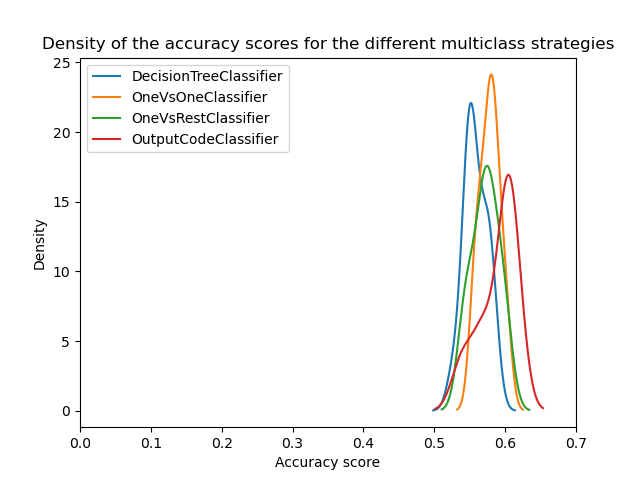 Density of the accuracy scores for the different multiclass strategies
25
20
15
10
5
0
Density
DecisionTreeClassifier
OneVsOneClassifier
OneVsRestClassifier
OutputCodeClassifier
0.0 0.1 0.2 0.3 0.4 0.5 0.6 0.7
Accuracy score